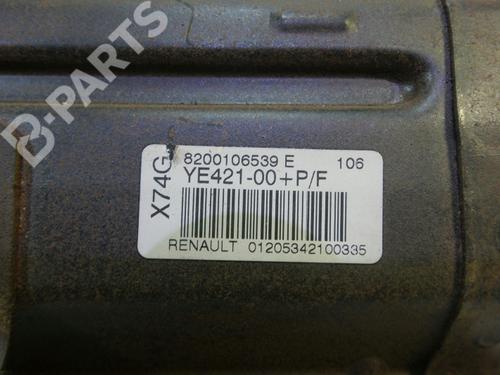 B-PARTS
X74G
8200106539 E 106
YE421-00+P/F
RENAULT 01205342100335